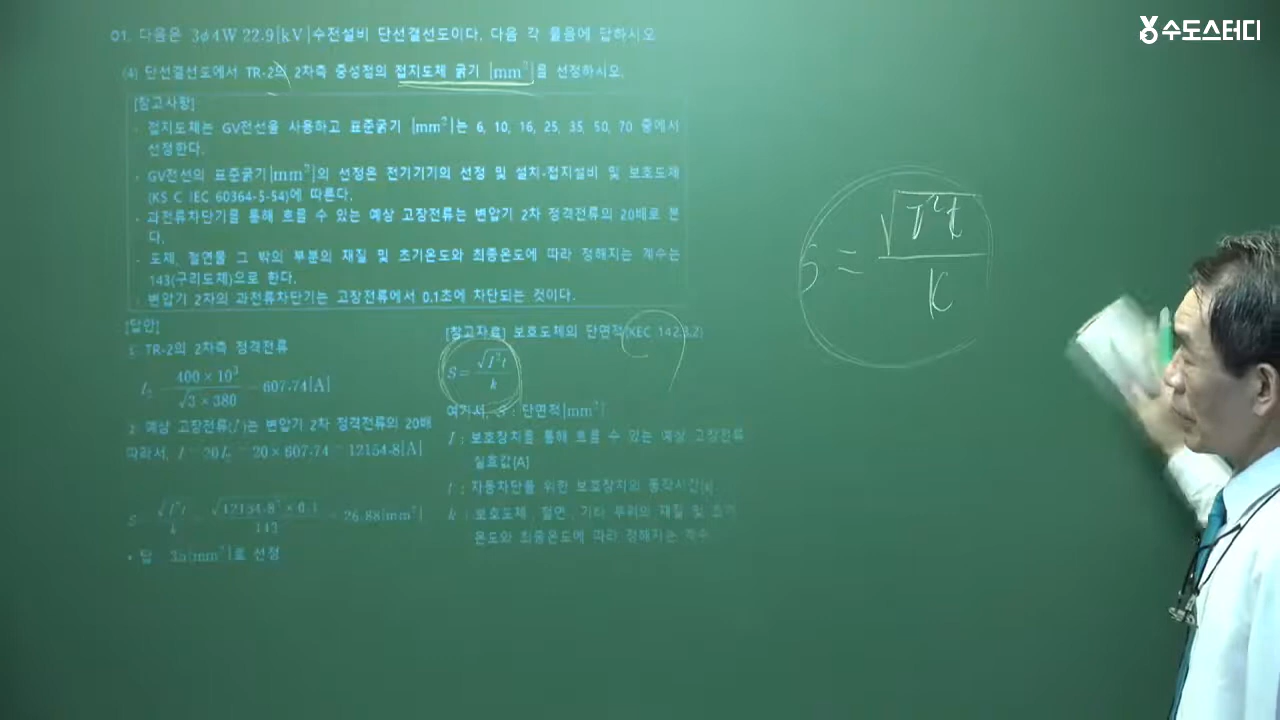 수도스터디
01. 다음은 3φ4W 22.9[kV]수전설비 단선결선도이다. 다음 각 물음에 답하시오
(4) 단선결선도에서 TR-2의 2차측 중성점의 접지도체 굵기 [mm²]을 선정하시오.
[참고사항]
- 접지도체는 GV전선을 사용하고 표준굵기 [mm²]는 6, 10, 16, 25, 35, 50, 70 중에서
선정한다.
- GV전선의 표준굵기[mm²]의 선정은 전기기기의 선정 및 설치-접지설비 및 보호도체
(KS C IEC 60364-5-54)에 따른다.
- 과전류차단기를 통해 흐를 수 있는 예상 고장전류는 변압기 2차 정격전류의 20배로 본
다.
- 도체, 절연물 그 밖의 부분의 재질 및 초기온도와 최종온도에 따라 정해지는 계수는
143(구리도체)으로 한다.
- 변압기 2차의 과전류차단기는 고장전류에서 0.1초에 차단되는 것이다.
[답안]
1. TR-2의 2차측 정격전류
I₂ = 400 × 10³ / √3 × 380 = 607.74[A]
2. 예상 고장전류(I)는 변압기 2차 정격전류의 20배
따라서, I = 20I₂ = 20 × 607.74 = 12154.8[A]
S = √I²t / k = √12154.8² × 0.1 / 143 = 26.88[mm²]
• 답 35[mm²]로 선정
[참고자료] 보호도체의 단면적(KEC 142.3.2)
S = √I²t / k
여기서, S : 단면적[mm²]
I : 보호장치를 통해 흐를 수 있는 예상 고장전류
실효값[A]
t : 자동차단를 위한 보호장치의 동작시간[s]
k : 보호도체, 절연, 기타 부위의 재질 및 초기
온도와 최종온도에 따라 정해지는 계수
S = √I²t / k